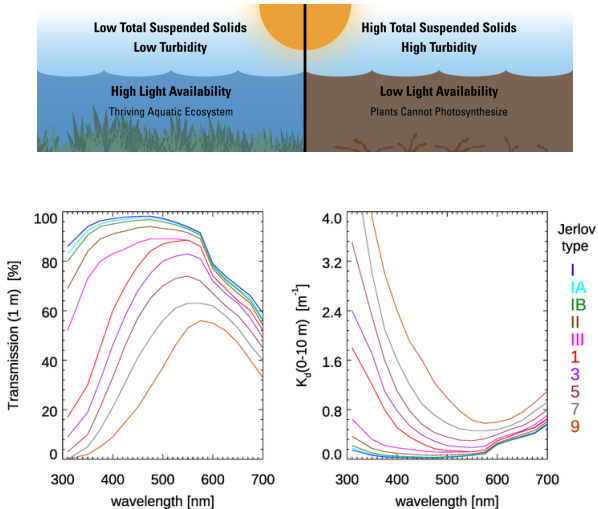 Low Total Suspended Solids
Low Turbidity
High Total Suspended Solids
High Turbidity
High Light Availability
Thriving Aquatic Ecosystem
Low Light Availability
Plants Cannot Photosynthesize
Transmission (1 m) [%]
100
80
60
40
20
0
300 400 500 600 700
wavelength [nm]
K_d(0-10 m) [m⁻¹]
4.0
3.2
2.4
1.6
0.8
0.0
300 400 500 600 700
wavelength [nm]
Jerlov
type
I
IA
IB
II
III
1
3
5
7
9